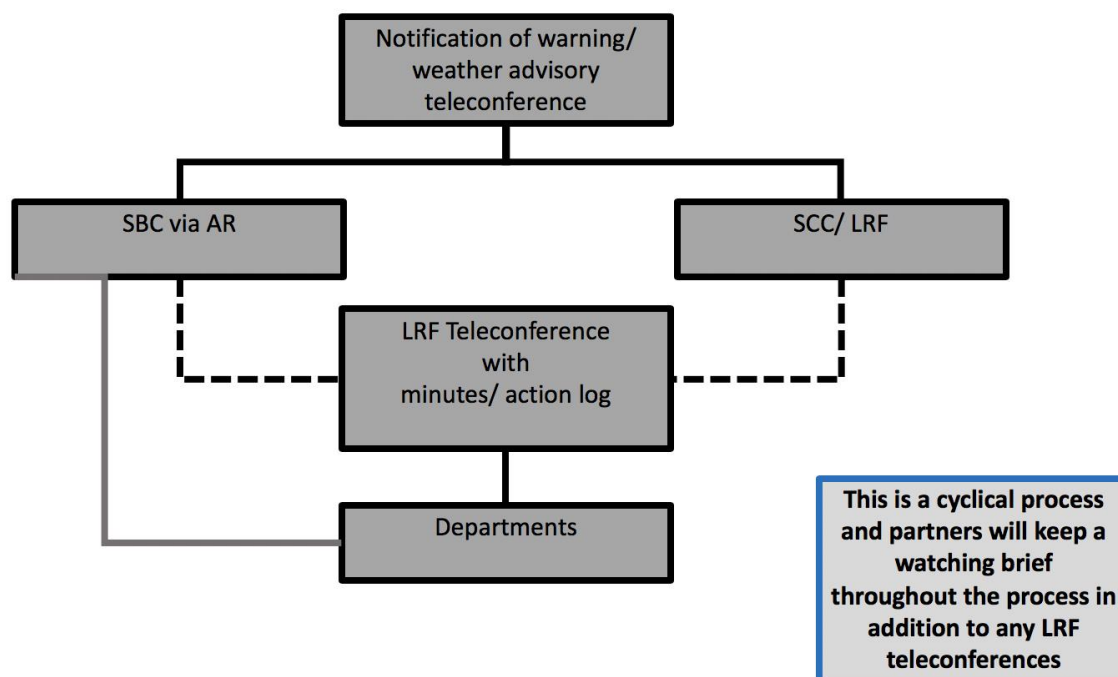 Notification of warning/
weather advisory
teleconference
SBC via AR
SCC/ LRF
LRF Teleconference
with
minutes/ action log
Departments
This is a cyclical process
and partners will keep a
watching brief
throughout the process in
addition to any LRF
teleconferences